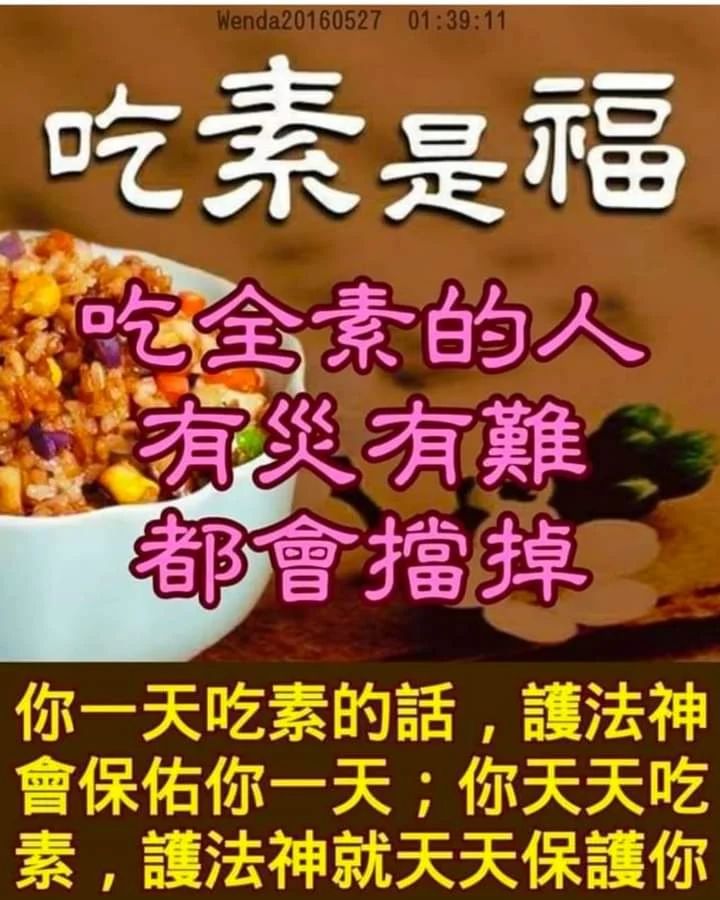 Wenda20160527 01:39:11
吃素是福
吃全素的人
有災有難
都會擋掉
你一天吃素的話，護法神
會保佑你一天；你天天吃
素，護法神就天天保護你